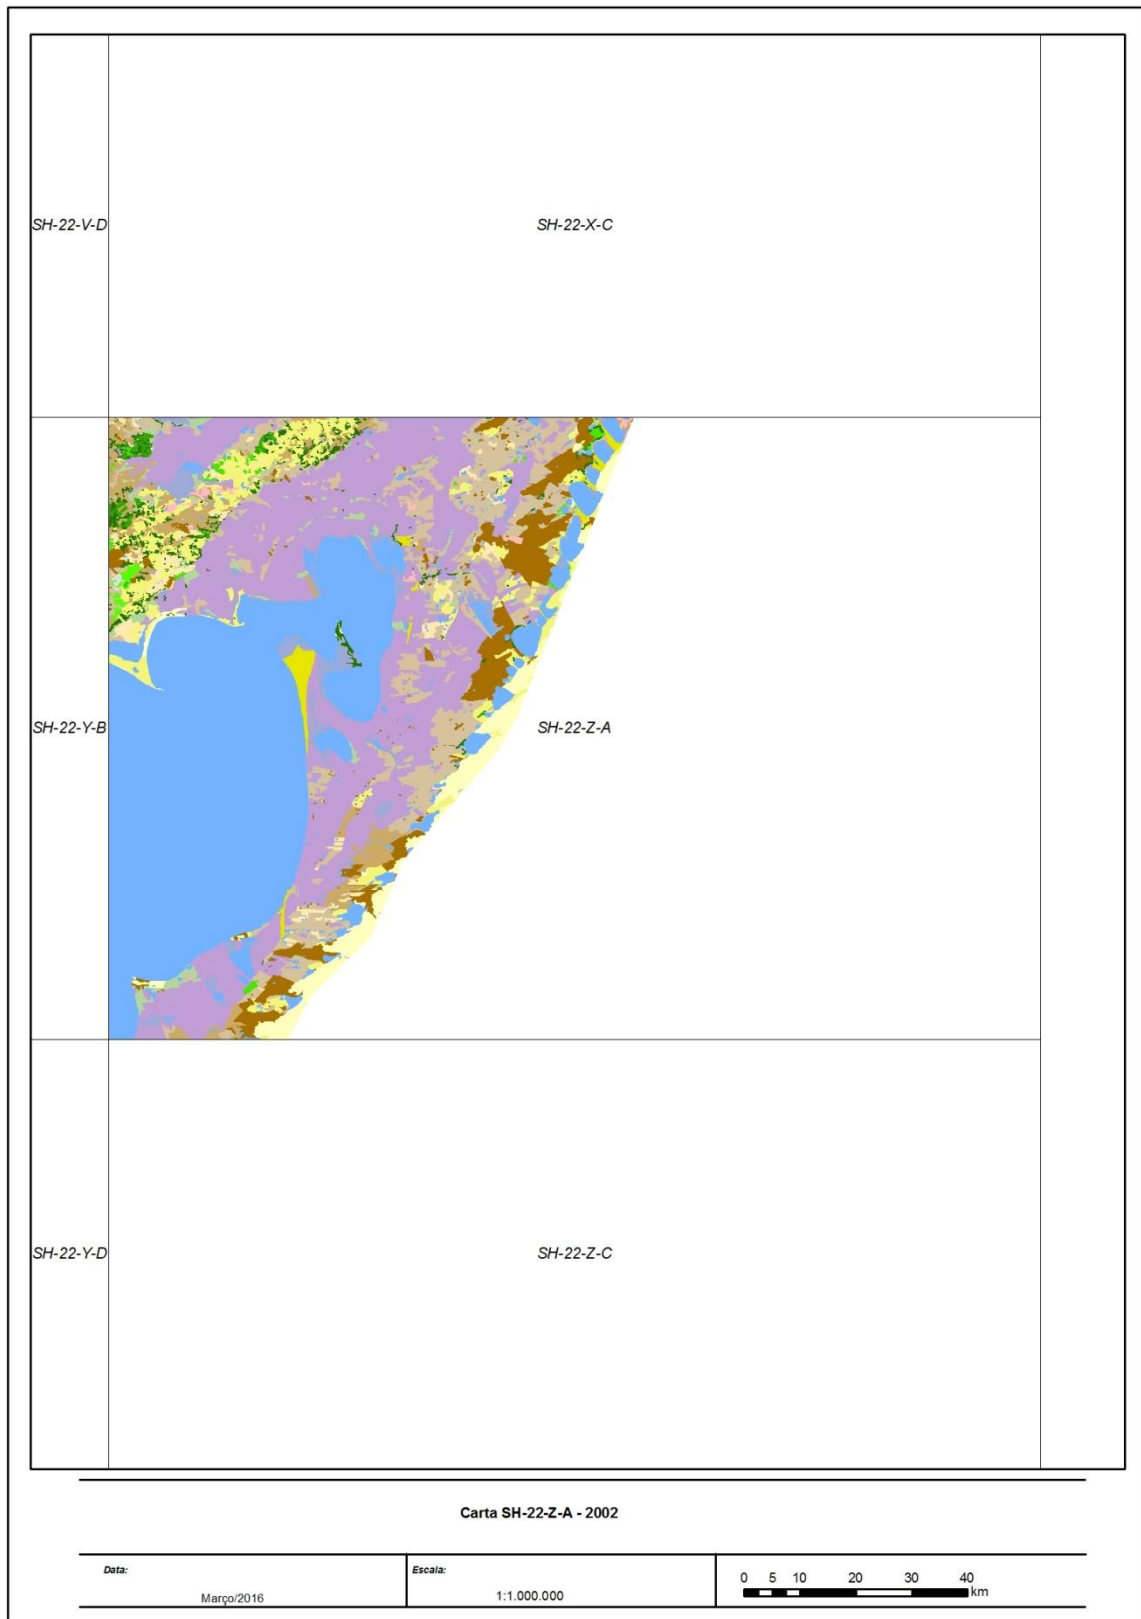 SH-22-V-D SH-22-X-C
SH-22-Y-B SH-22-Z-A
SH-22-Y-D SH-22-Z-C
Carta SH-22-Z-A - 2002
Data: Escala:
Março/2016 1:1.000.000
0 5 10 20 30 40
km